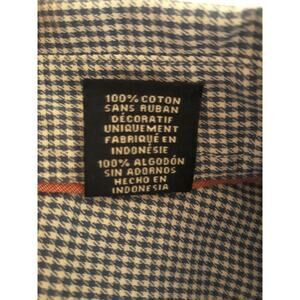 100% COTON
SANS RUBAN
DÉCORATIF
UNIQUEMENT
FABRIQUÉ EN
INDONÉSIE
100% ALGODÓN
SIN ADORNOS
HECHO EN
INDONESIA